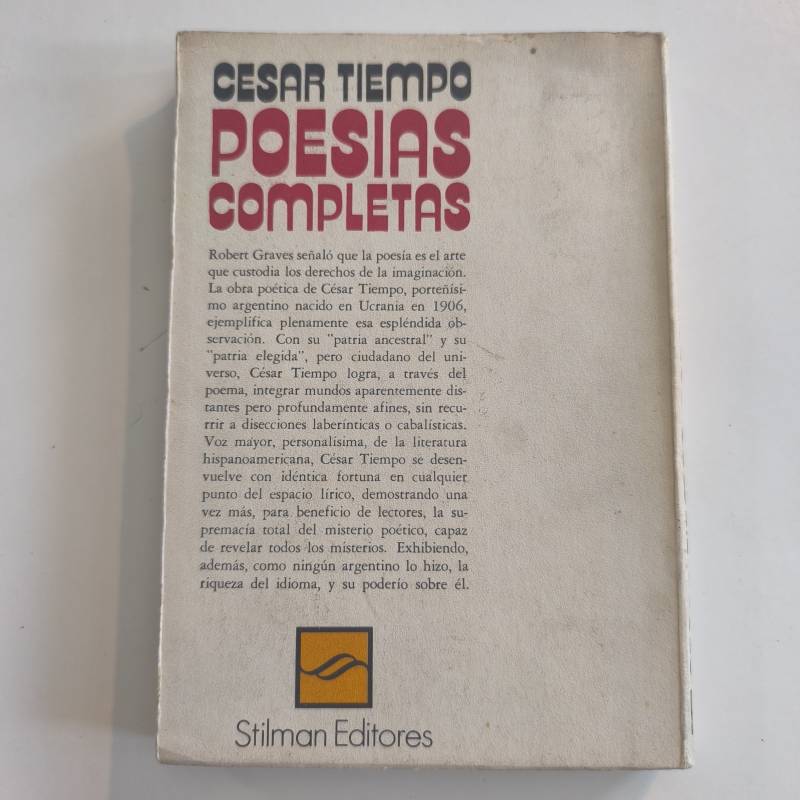 CESAR TIEMPO
POESIAS
COMPLETAS
Robert Graves señaló que la poesía es el arte
que custodia los derechos de la imaginación.
La obra poética de César Tiempo, porteñísi-
mo argentino nacido en Ucrania en 1906,
ejemplifica plenamente esa espléndida ob-
servación. Con su "patria ancestral" y su
"patria elegida", pero ciudadano del uni-
verso, César Tiempo logra, a través del
poema, integrar mundos aparentemente dis-
tantes pero profundamente afines, sin recu-
rrir a disecciones laberínticas o cabalísticas.
Voz mayor, personalísima, de la literatura
hispanoamericana, César Tiempo se desen-
vuelve con idéntica fortuna en cualquier
punto del espacio lírico, demostrando una
vez más, para beneficio de lectores, la su-
premacía total del misterio poético, capaz
de revelar todos los misterios. Exhibiendo,
además, como ningún argentino lo hizo, la
riqueza del idioma, y su poderío sobre él.
Stilman Editores